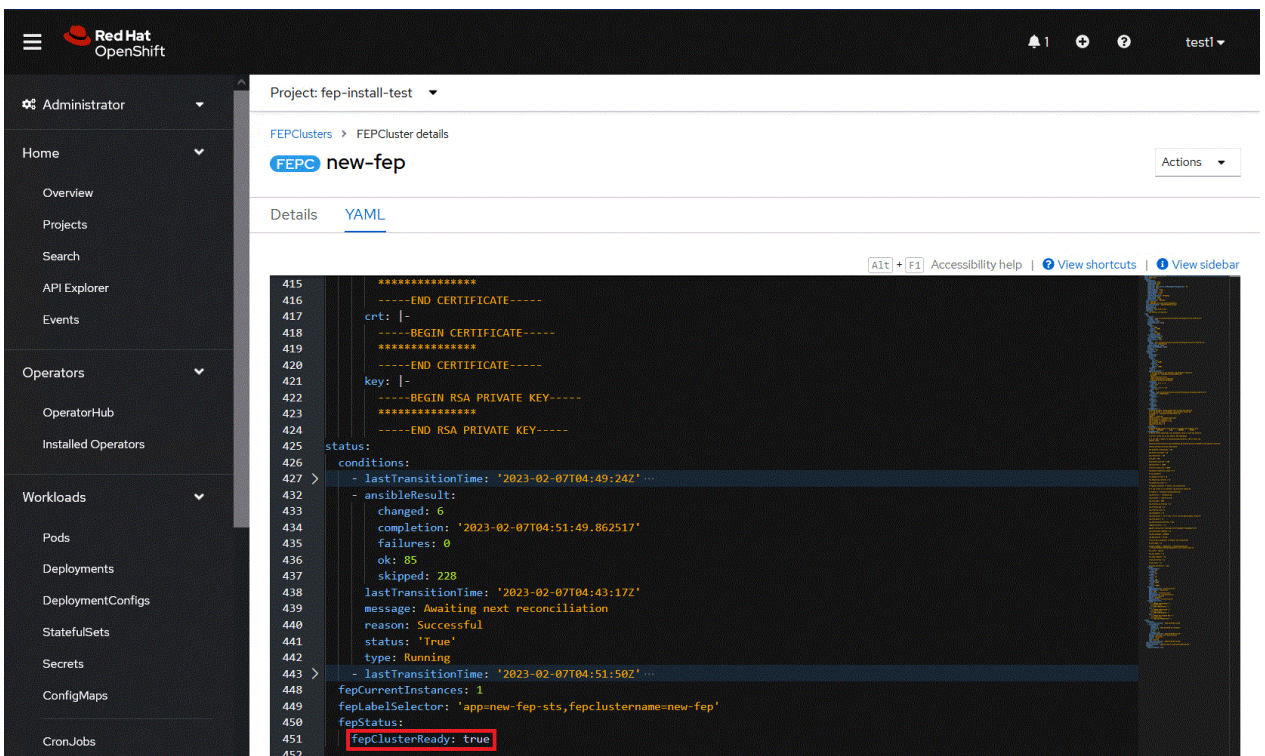 Red Hat
OpenShift
1
test1
Administrator
Home
Overview
Projects
Search
API Explorer
Events
Operators
OperatorHub
Installed Operators
Workloads
Pods
Deployments
DeploymentConfigs
StatefulSets
Secrets
ConfigMaps
CronJobs
Project: fep-install-test
FEPClusters > FEPCluster details
FEPC new-fep
Actions
Details YAML
Alt + F1 Accessibility help | View shortcuts | View sidebar
415 ***************
416 -----END CERTIFICATE-----
417 crt: |-
418 -----BEGIN CERTIFICATE-----
419 ***************
420 -----END CERTIFICATE-----
421 key: |-
422 -----BEGIN RSA PRIVATE KEY-----
423 ***************
424 -----END RSA PRIVATE KEY-----
425 status:
426 conditions:
427 - lastTransitionTime: '2023-02-07T04:49:24Z' ...
432 - ansibleResult:
433 changed: 6
434 completion: '2023-02-07T04:51:49.862517'
435 failures: 0
436 ok: 85
437 skipped: 228
438 lastTransitionTime: '2023-02-07T04:43:17Z'
439 message: Awaiting next reconciliation
440 reason: Successful
441 status: 'True'
442 type: Running
443 - lastTransitionTime: '2023-02-07T04:51:50Z' ...
448 fepCurrentInstances: 1
449 fepLabelSelector: 'app=new-fep-sts,fepclustername=new-fep'
450 fepStatus:
451 fepClusterReady: true
452